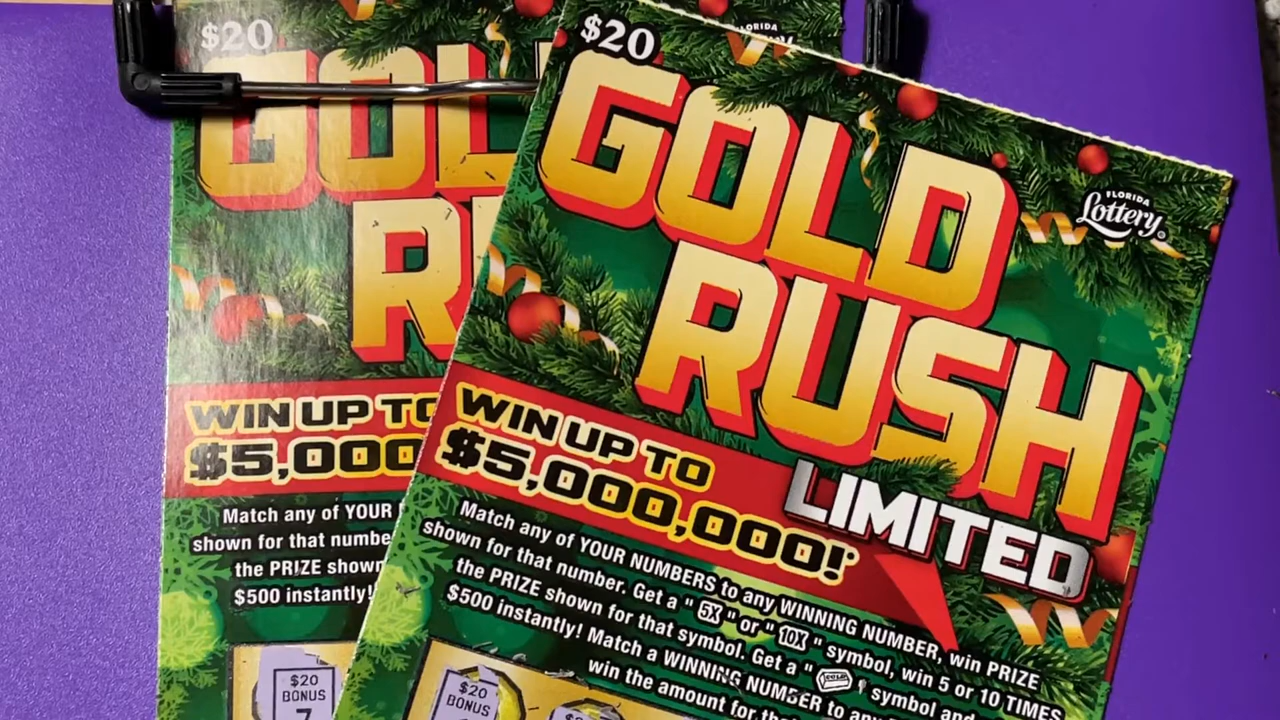 $20
GOLD
RUSH
LIMITED
FLORIDA
Lottery
WIN UP TO
$5,000,000!*
Match any of YOUR NUMBERS to any WINNING NUMBER, win PRIZE
shown for that number. Get a " 5X " or " 10X " symbol, win 5 or 10 TIMES
the PRIZE shown for that symbol. Get a " GOLD " symbol and
$500 instantly! Match a WINNING NUMBER to any
win the amount for
$20
BONUS
$20
WIN UP TO
$5,000
Match any of YOUR
shown for that numbe
the PRIZE shown
$500 instantly!
$20
BONUS
7